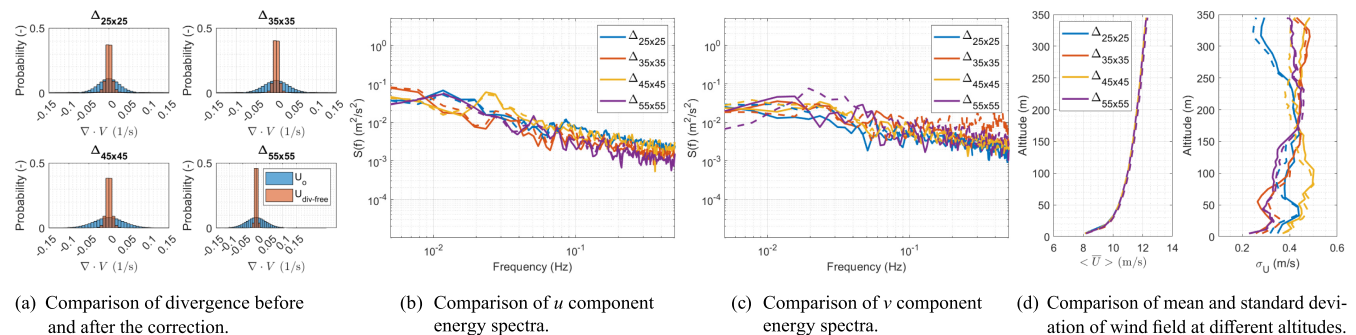 Δ25x25
Probability (-)
0.5
0
-0.15
-0.1
-0.05
0
0.05
0.1
0.15
∇ · V (1/s)
Δ35x35
Probability (-)
0.5
0
-0.15
-0.1
-0.05
0
0.05
0.1
0.15
∇ · V (1/s)
Δ45x45
Probability (-)
0.5
0
-0.15
-0.1
-0.05
0
0.05
0.1
0.15
∇ · V (1/s)
Δ55x55
Probability (-)
0.5
0
-0.15
-0.1
-0.05
0
0.05
0.1
0.15
∇ · V (1/s)
Uo
Udiv-free
(a) Comparison of divergence before
and after the correction.
S(f) (m²/s²)
10⁰
10⁻¹
10⁻²
10⁻³
10⁻⁴
10⁻²
10⁻¹
Frequency (Hz)
Δ25x25
Δ35x35
Δ45x45
Δ55x55
(b) Comparison of u component
energy spectra.
S(f) (m²/s²)
10⁰
10⁻¹
10⁻²
10⁻³
10⁻⁴
10⁻²
10⁻¹
Frequency (Hz)
Δ25x25
Δ35x35
Δ45x45
Δ55x55
(c) Comparison of v component
energy spectra.
Altitude (m)
350
300
250
200
150
100
50
0
6 8 10 12 14
< U̅ > (m/s)
Δ25x25
Δ35x35
Δ45x45
Δ55x55
Altitude (m)
350
300
250
200
150
100
50
0
0.2 0.4 0.6
σU (m/s)
(d) Comparison of mean and standard devi-
ation of wind field at different altitudes.